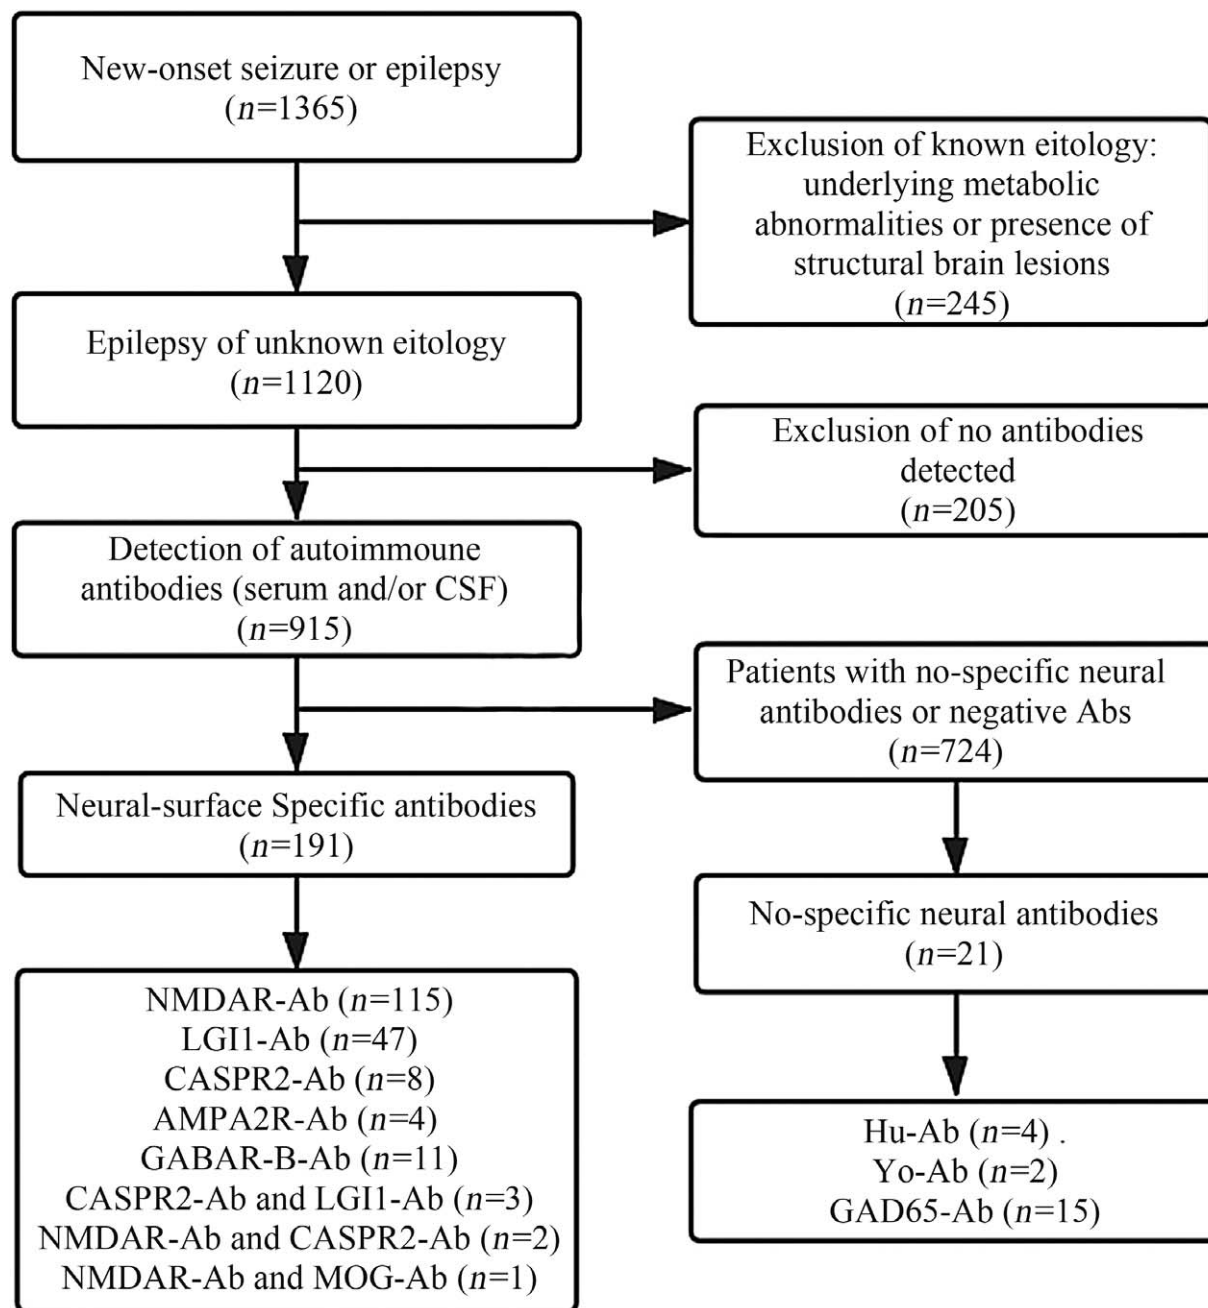 New-onset seizure or epilepsy
(n=1365)
Exclusion of known eitology:
underlying metabolic
abnormalities or presence of
structural brain lesions
(n=245)
Epilepsy of unknown eitology
(n=1120)
Exclusion of no antibodies
detected
(n=205)
Detection of autoimmoune
antibodies (serum and/or CSF)
(n=915)
Patients with no-specific neural
antibodies or negative Abs
(n=724)
Neural-surface Specific antibodies
(n=191)
No-specific neural antibodies
(n=21)
NMDAR-Ab (n=115)
LGI1-Ab (n=47)
CASPR2-Ab (n=8)
AMPA2R-Ab (n=4)
GABAR-B-Ab (n=11)
CASPR2-Ab and LGI1-Ab (n=3)
NMDAR-Ab and CASPR2-Ab (n=2)
NMDAR-Ab and MOG-Ab (n=1)
Hu-Ab (n=4) .
Yo-Ab (n=2)
GAD65-Ab (n=15)